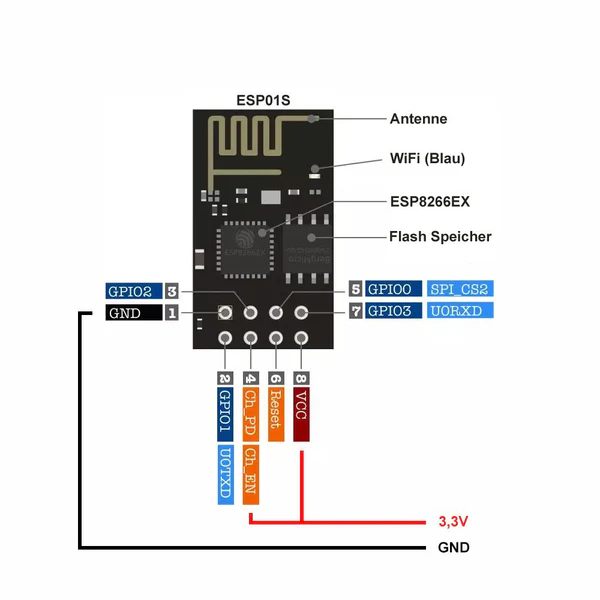 ESP01S
Antenne
WiFi (Blau)
ESP8266EX
Flash Speicher
GPIO2 3
5 GPIO0 SPI_CS2
GND 1
7 GPIO3 U0RXD
2 GPIO1 U0TXD
4 Ch_PD Ch_EN
6 Reset
8 VCC
3,3V
GND